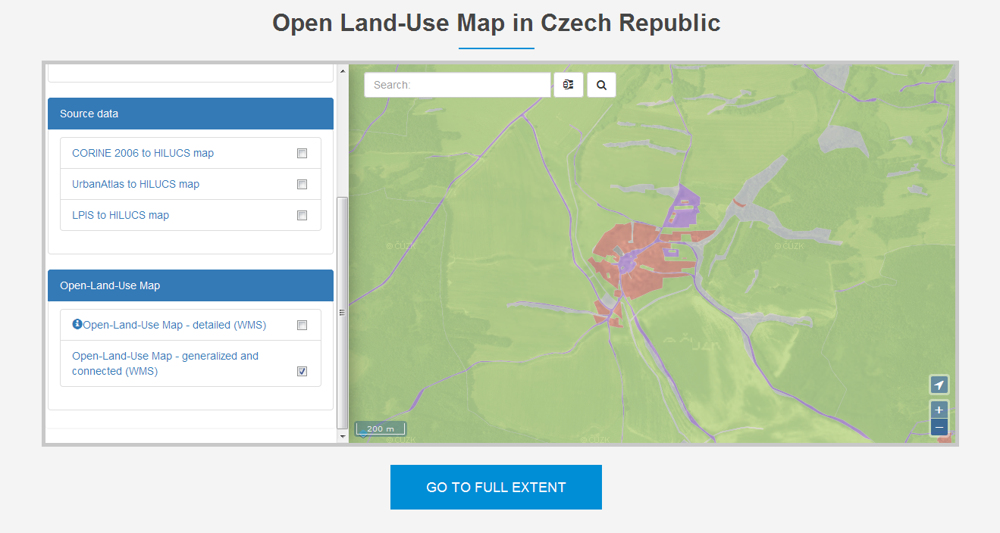 Open Land-Use Map in Czech Republic
Source data
CORINE 2006 to HILUCS map
UrbanAtlas to HILUCS map
LPIS to HILUCS map
Open-Land-Use Map
Open-Land-Use Map - detailed (WMS)
Open-Land-Use Map - generalized and
connected (WMS)
Search:
© ČÚZK
© ČÚZK
200 m
© ČÚZK
© ČÚZK
+
−
GO TO FULL EXTENT